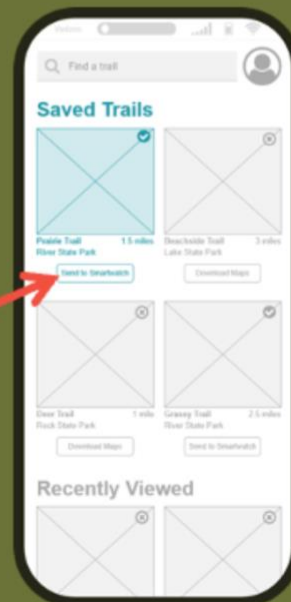 Find a trail
Saved Trails
Prairie Trail 1.5 miles
River State Park
Send to Smartwatch
Beachside Trail 3 miles
Lake State Park
Download Maps
Deer Trail 1 mile
Rock State Park
Download Maps
Grassy Trail 2.5 miles
River State Park
Send to Smartwatch
Recently Viewed